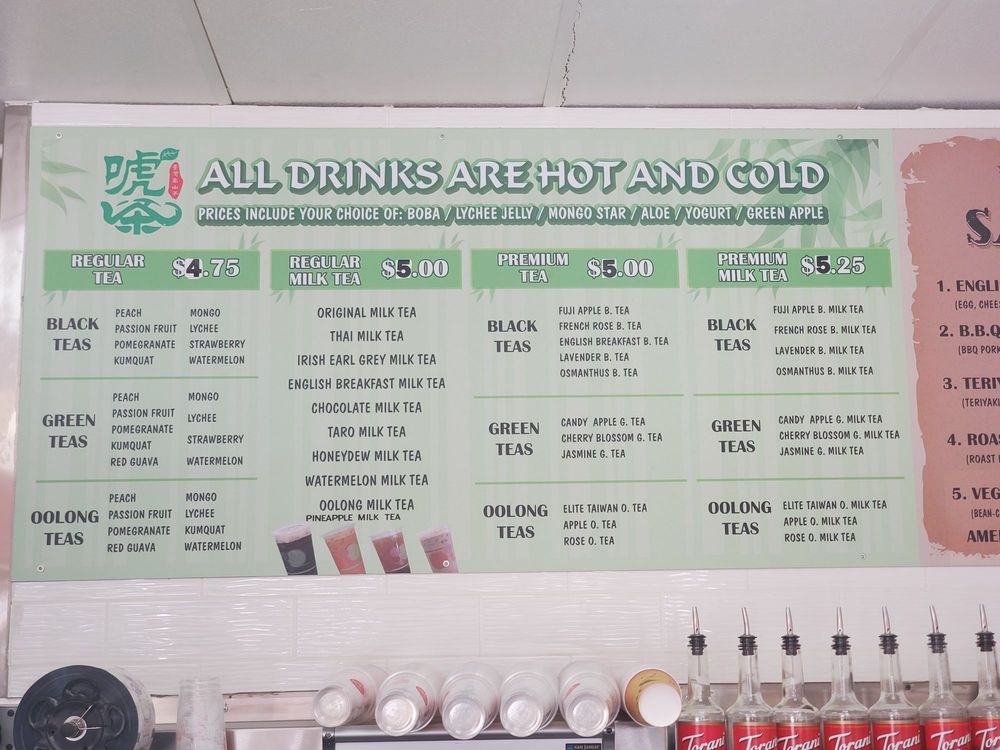 號茶
ALL DRINKS ARE HOT AND COLD
PRICES INCLUDE YOUR CHOICE OF: BOBA / LYCHEE JELLY / MONGO STAR / ALOE / YOGURT / GREEN APPLE
REGULAR TEA $4.75
BLACK TEAS
PEACH
PASSION FRUIT
POMEGRANATE
KUMQUAT
MONGO
LYCHEE
STRAWBERRY
WATERMELON
GREEN TEAS
PEACH
PASSION FRUIT
POMEGRANATE
KUMQUAT
RED GUAVA
MONGO
LYCHEE
STRAWBERRY
WATERMELON
OOLONG TEAS
PEACH
PASSION FRUIT
POMEGRANATE
RED GUAVA
MONGO
LYCHEE
KUMQUAT
WATERMELON
REGULAR MILK TEA $5.00
ORIGINAL MILK TEA
THAI MILK TEA
IRISH EARL GREY MILK TEA
ENGLISH BREAKFAST MILK TEA
CHOCOLATE MILK TEA
TARO MILK TEA
HONEYDEW MILK TEA
WATERMELON MILK TEA
OOLONG MILK TEA
PINEAPPLE MILK TEA
PREMIUM TEA $5.00
BLACK TEAS
FUJI APPLE B. TEA
FRENCH ROSE B. TEA
ENGLISH BREAKFAST B. TEA
LAVENDER B. TEA
OSMANTHUS B. TEA
GREEN TEAS
CANDY APPLE G. TEA
CHERRY BLOSSOM G. TEA
JASMINE G. TEA
OOLONG TEAS
ELITE TAIWAN O. TEA
APPLE O. TEA
ROSE O. TEA
PREMIUM MILK TEA $5.25
BLACK TEAS
FUJI APPLE B. MILK TEA
FRENCH ROSE B. MILK TEA
LAVENDER B. MILK TEA
OSMANTHUS B. MILK TEA
GREEN TEAS
CANDY APPLE G. MILK TEA
CHERRY BLOSSOM G. MILK TEA
JASMINE G. MILK TEA
OOLONG TEAS
ELITE TAIWAN O. MILK TEA
APPLE O. MILK TEA
ROSE O. MILK TEA
1. ENGLI
(EGG, CHEES
2. B.B.Q
(BBQ PORK
3. TERI
(TERIYAKI
4. ROAS
(ROAST
5. VEG
(BEAN-C
AME
Torani
Torani
Torani
Torani
Torani
Torani
Tora